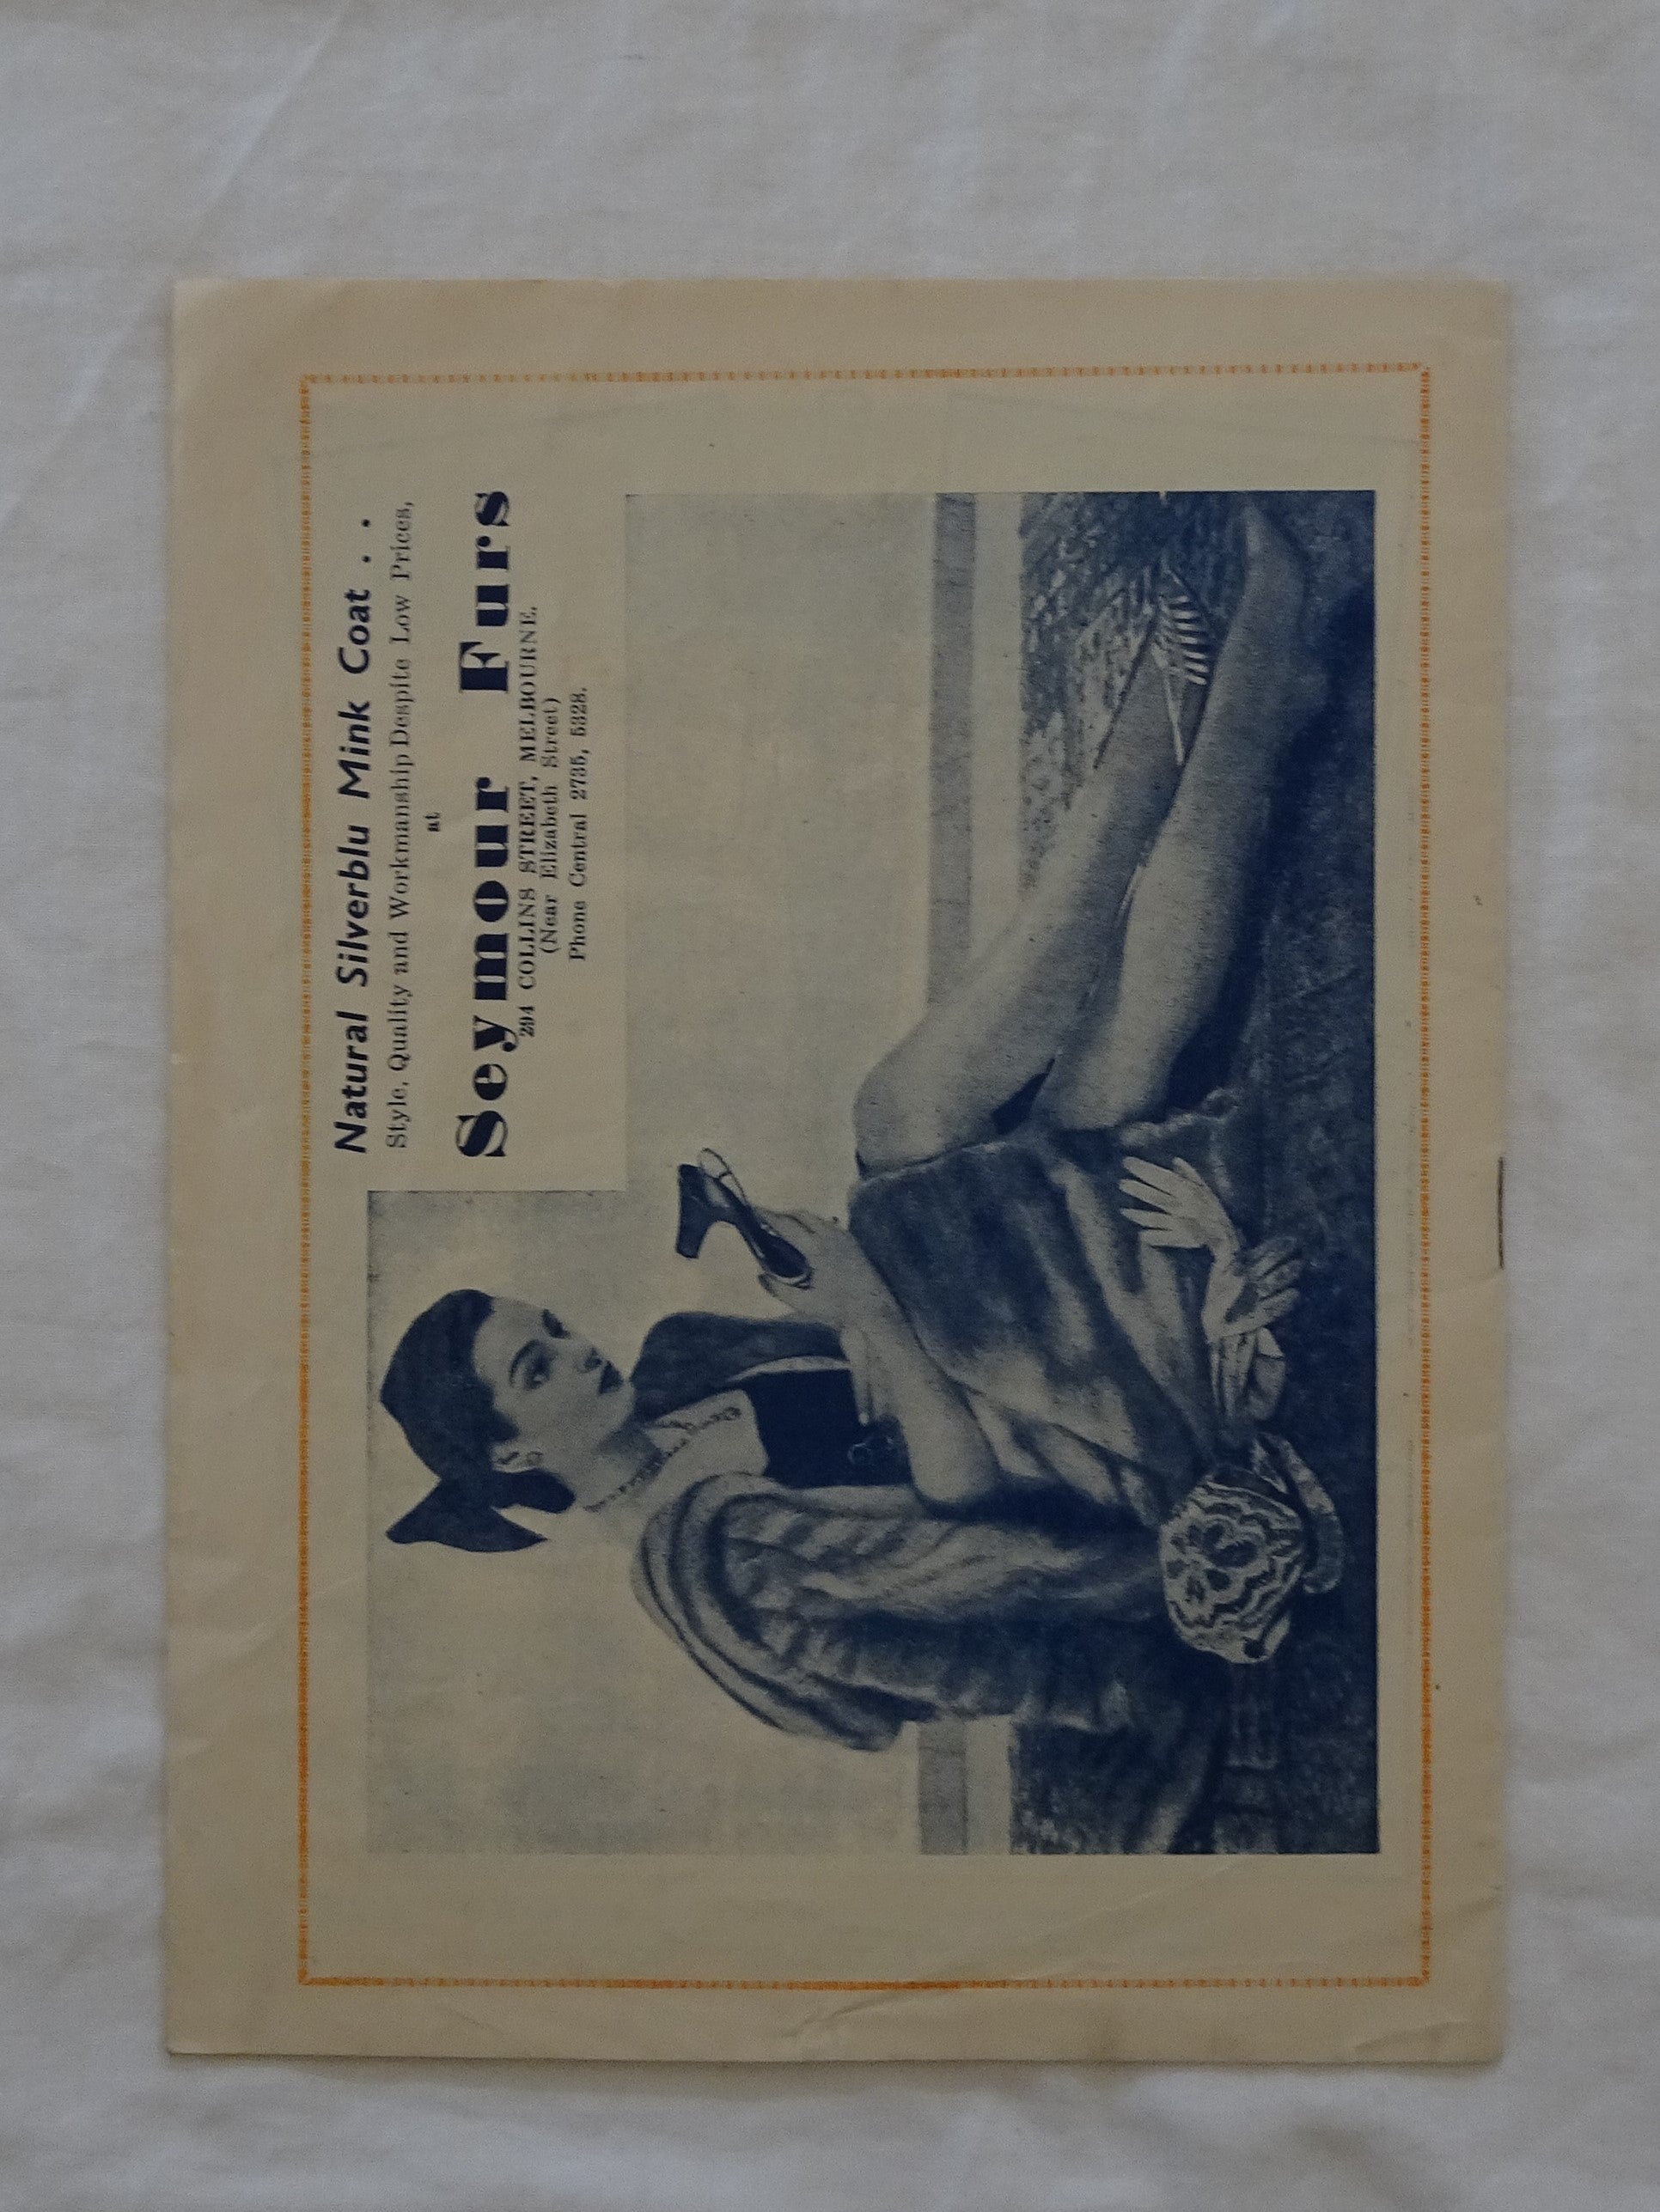 Natural Silverblu Mink Coat . .
Style, Quality and Workmanship Despite Low Prices,
at
Seymour Furs
294 COLLINS STREET, MELBOURNE.
(Near Elizabeth Street)
Phone Central 2735, 5328.